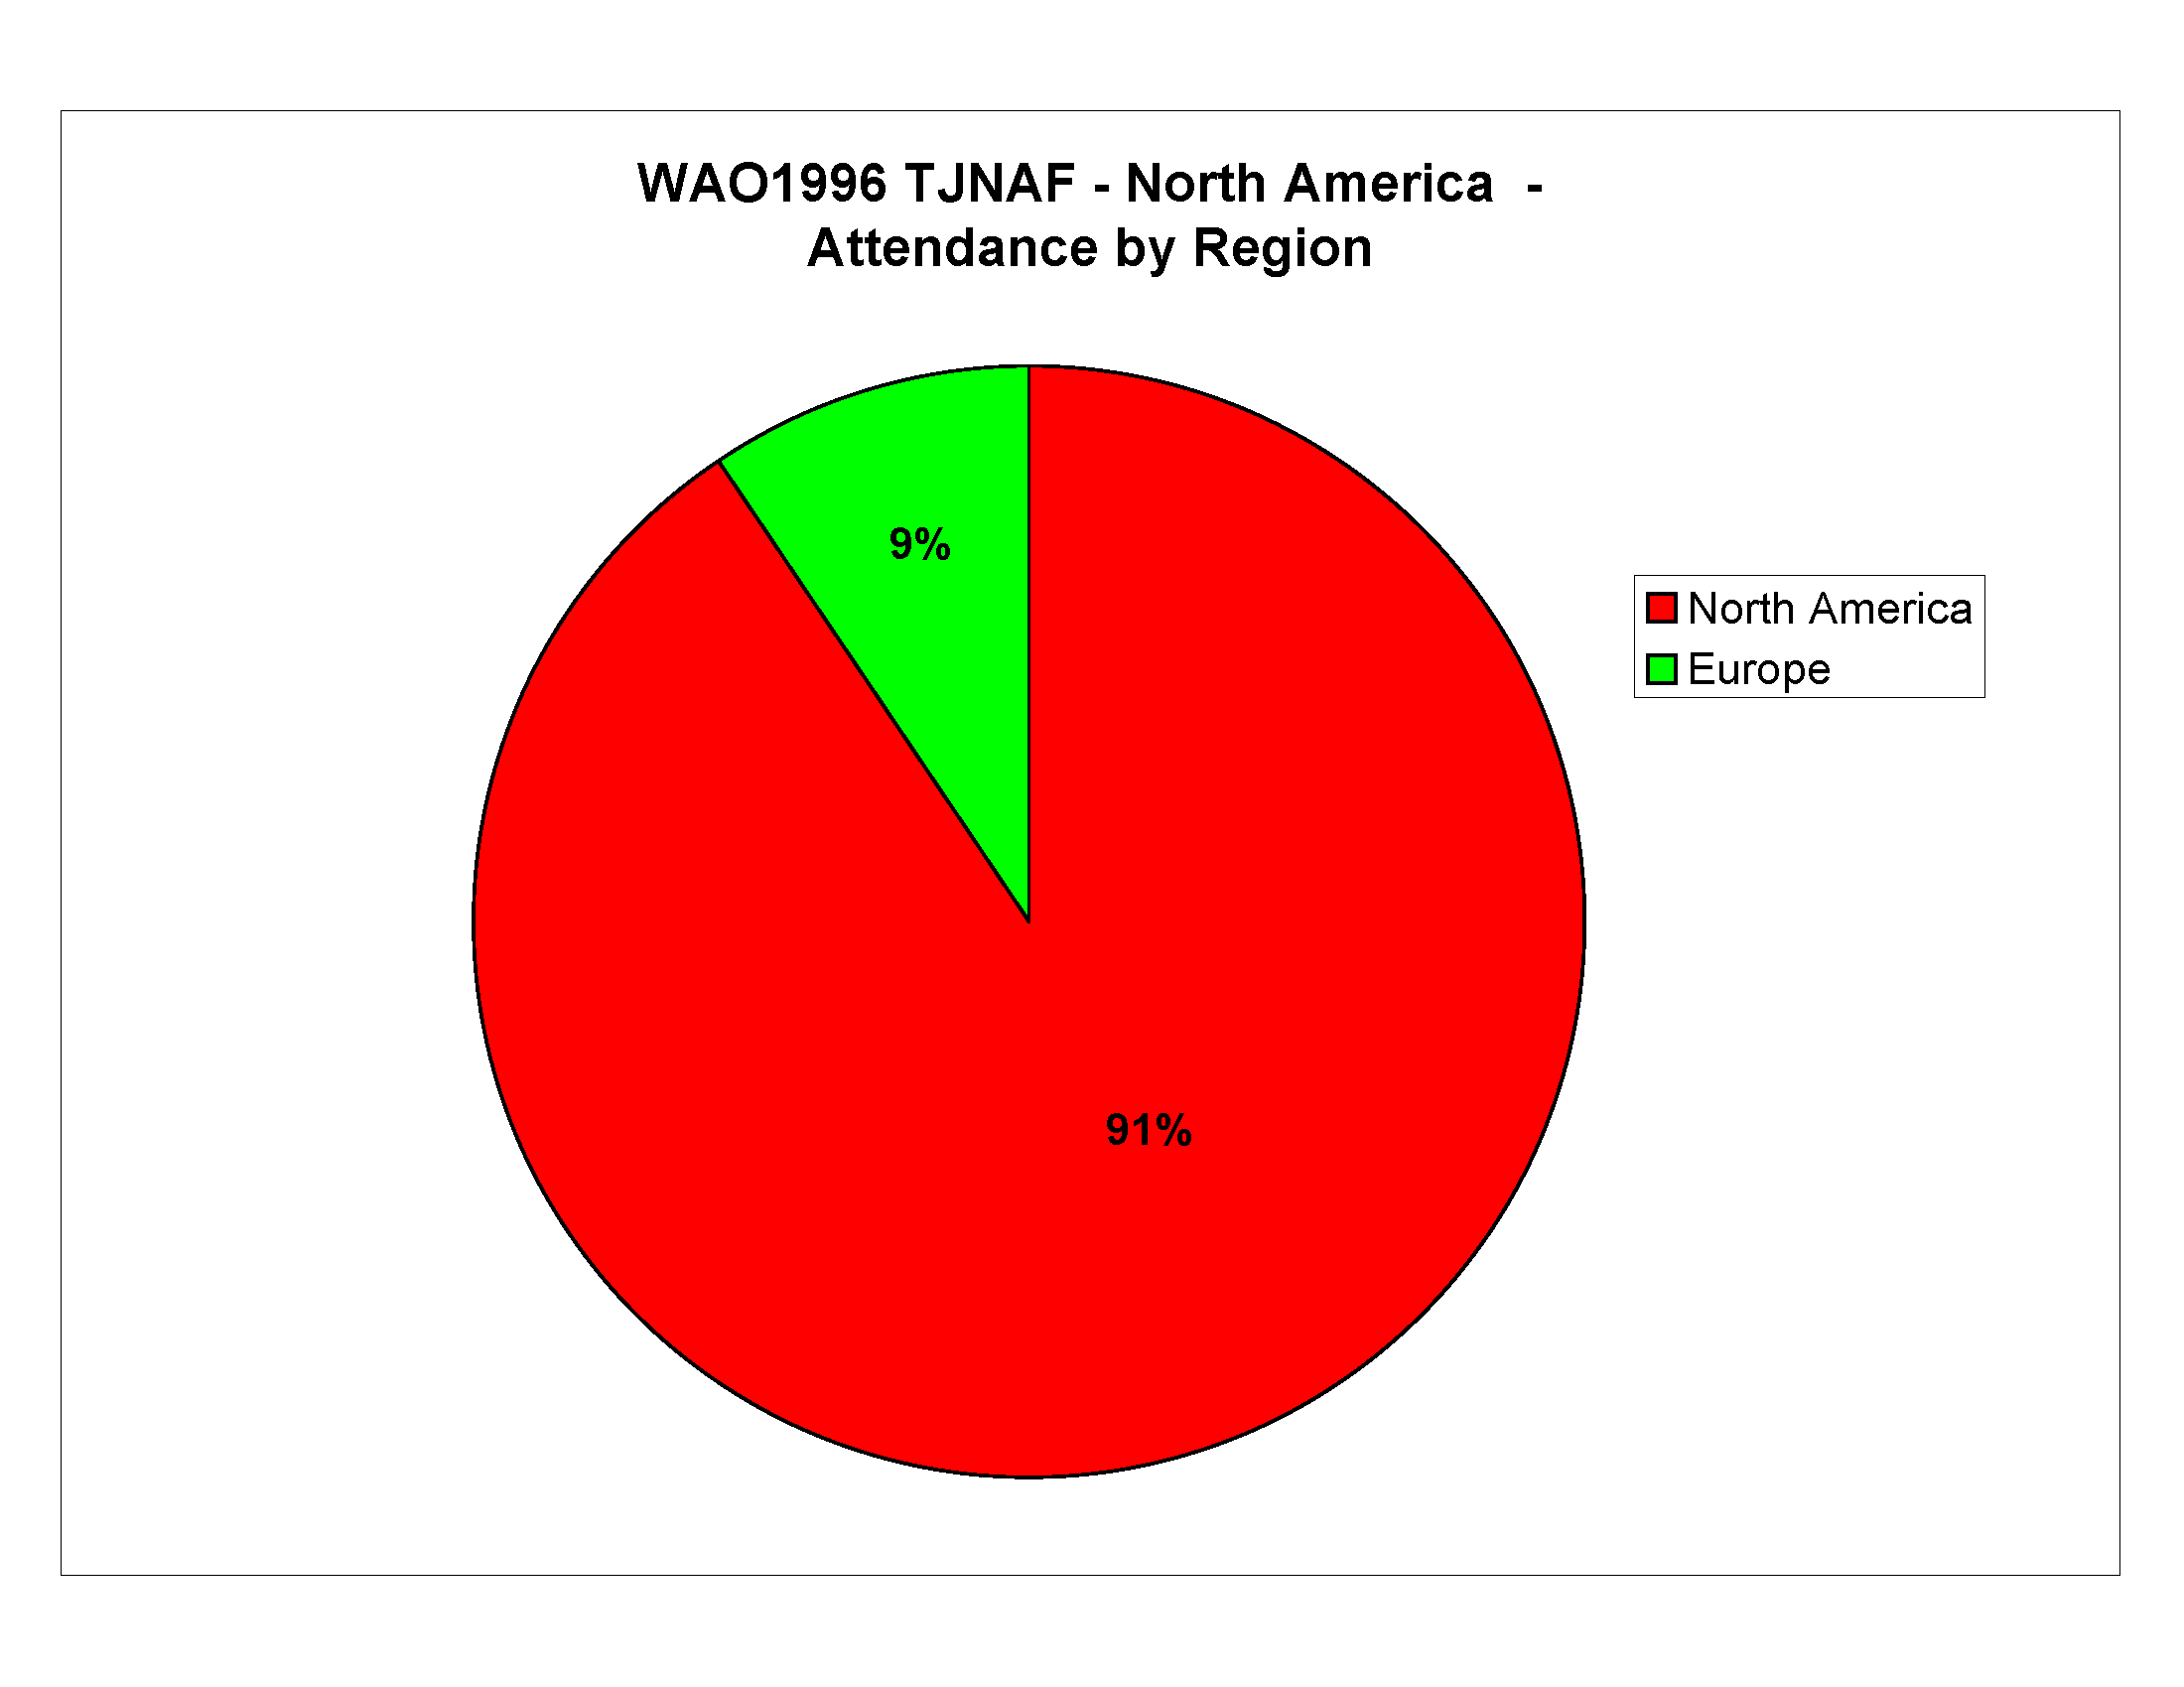 WAO1996 TJNAF - North America  -
Attendance by Region
9%
North America
Europe
91%